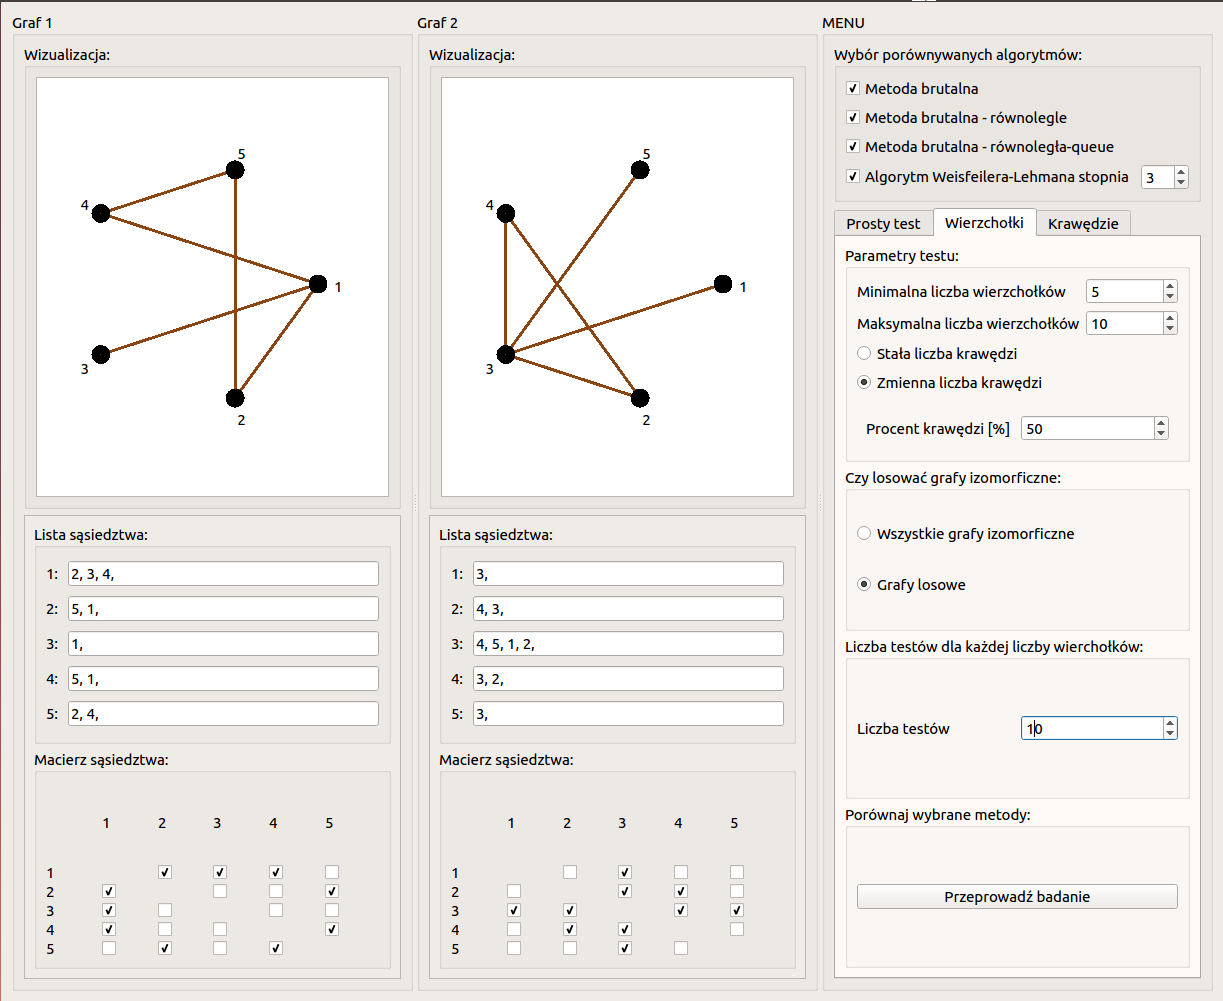 Graf 1
Wizualizacja:
5
4
1
3
2
Lista sąsiedztwa:
1: 2, 3, 4,
2: 5, 1,
3: 1,
4: 5, 1,
5: 2, 4,
Macierz sąsiedztwa:
1 2 3 4 5
1
2
3
4
5
Graf 2
Wizualizacja:
5
4
1
3
2
Lista sąsiedztwa:
1: 3,
2: 4, 3,
3: 4, 5, 1, 2,
4: 3, 2,
5: 3,
Macierz sąsiedztwa:
1 2 3 4 5
1
2
3
4
5
MENU
Wybór porównywanych algorytmów:
Metoda brutalna
Metoda brutalna - równolegle
Metoda brutalna - równoległa-queue
Algorytm Weisfeilera-Lehmana stopnia 3
Prosty test Wierzchołki Krawędzie
Parametry testu:
Minimalna liczba wierzchołków 5
Maksymalna liczba wierzchołków 10
Stała liczba krawędzi
Zmienna liczba krawędzi
Procent krawędzi [%] 50
Czy losować grafy izomorficzne:
Wszystkie grafy izomorficzne
Grafy losowe
Liczba testów dla każdej liczby wierchołków:
Liczba testów 10
Porównaj wybrane metody:
Przeprowadź badanie